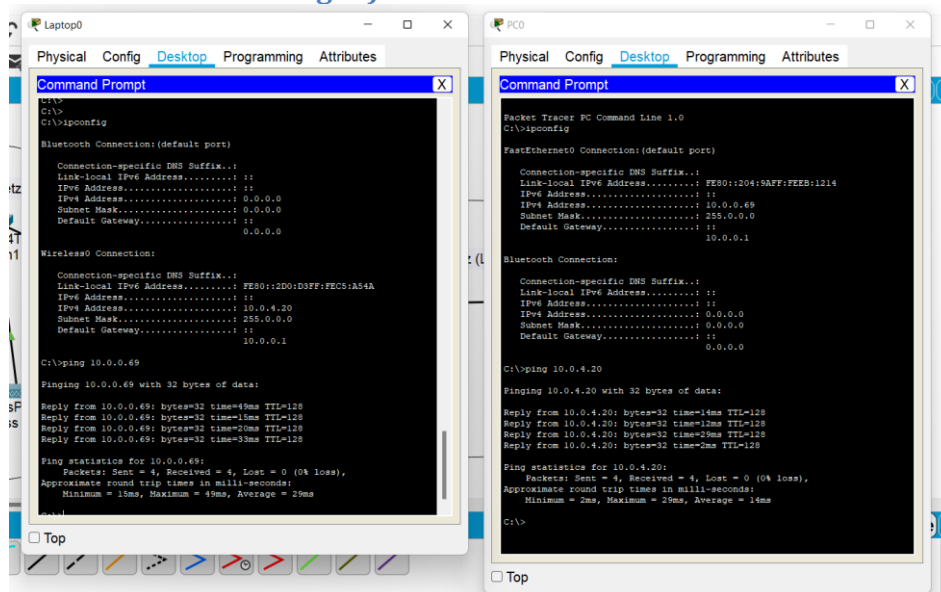 Laptop0
Physical Config Desktop Programming Attributes
Command Prompt X
C:\>
C:\>
C:\>ipconfig
Bluetooth Connection:(default port)
Connection-specific DNS Suffix..:
Link-local IPv6 Address.........: ::
IPv6 Address....................: ::
IPv4 Address....................: 0.0.0.0
Subnet Mask.....................: 0.0.0.0
Default Gateway.................: ::
0.0.0.0
Wireless0 Connection:
Connection-specific DNS Suffix..:
Link-local IPv6 Address.........: FE80::2D0:D3FF:FEC5:A54A
IPv6 Address....................: ::
IPv4 Address....................: 10.0.4.20
Subnet Mask.....................: 255.0.0.0
Default Gateway.................: ::
10.0.0.1
C:\>ping 10.0.0.69
Pinging 10.0.0.69 with 32 bytes of data:
Reply from 10.0.0.69: bytes=32 time=49ms TTL=128
Reply from 10.0.0.69: bytes=32 time=15ms TTL=128
Reply from 10.0.0.69: bytes=32 time=20ms TTL=128
Reply from 10.0.0.69: bytes=32 time=33ms TTL=128
Ping statistics for 10.0.0.69:
Packets: Sent = 4, Received = 4, Lost = 0 (0% loss),
Approximate round trip times in milli-seconds:
Minimum = 15ms, Maximum = 49ms, Average = 29ms
C:\>
Top
PC0
Physical Config Desktop Programming Attributes
Command Prompt X
Packet Tracer PC Command Line 1.0
C:\>ipconfig
FastEthernet0 Connection:(default port)
Connection-specific DNS Suffix..:
Link-local IPv6 Address.........: FE80::204:9AFF:FEEB:1214
IPv6 Address....................: ::
IPv4 Address....................: 10.0.0.69
Subnet Mask.....................: 255.0.0.0
Default Gateway.................: ::
10.0.0.1
Bluetooth Connection:
Connection-specific DNS Suffix..:
Link-local IPv6 Address.........: ::
IPv6 Address....................: ::
IPv4 Address....................: 0.0.0.0
Subnet Mask.....................: 0.0.0.0
Default Gateway.................: ::
0.0.0.0
C:\>ping 10.0.4.20
Pinging 10.0.4.20 with 32 bytes of data:
Reply from 10.0.4.20: bytes=32 time=14ms TTL=128
Reply from 10.0.4.20: bytes=32 time=12ms TTL=128
Reply from 10.0.4.20: bytes=32 time=29ms TTL=128
Reply from 10.0.4.20: bytes=32 time=2ms TTL=128
Ping statistics for 10.0.4.20:
Packets: Sent = 4, Received = 4, Lost = 0 (0% loss),
Approximate round trip times in milli-seconds:
Minimum = 2ms, Maximum = 29ms, Average = 14ms
C:\>
Top